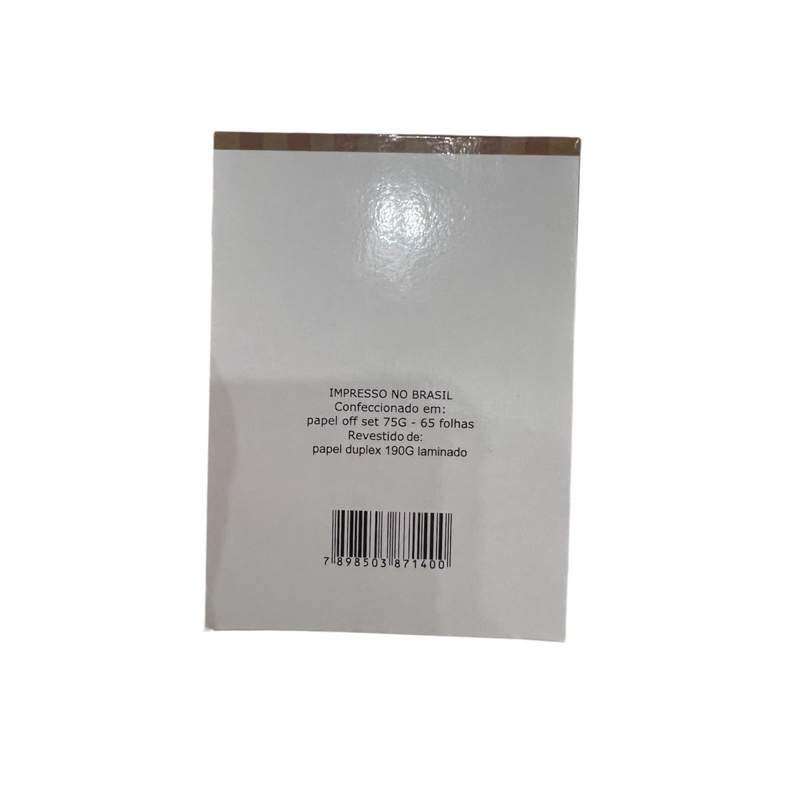 IMPRESSO NO BRASIL
Confeccionado em:
papel off set 75G - 65 folhas
Revestido de:
papel duplex 190G laminado
7 898503 871400